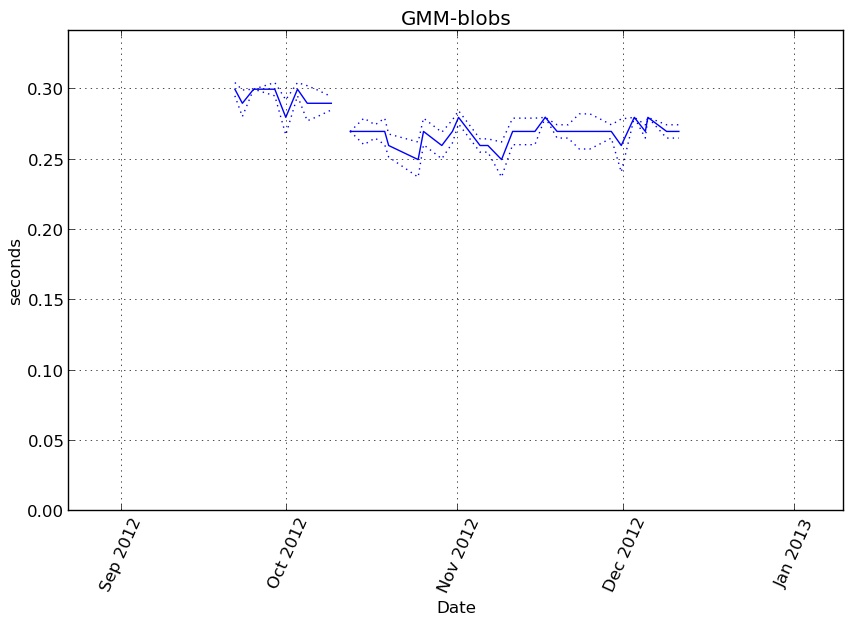 GMM-blobs
0.30
0.25
0.20
0.15
0.10
0.05
0.00
seconds
Sep 2012
Oct 2012
Nov 2012
Dec 2012
Jan 2013
Date